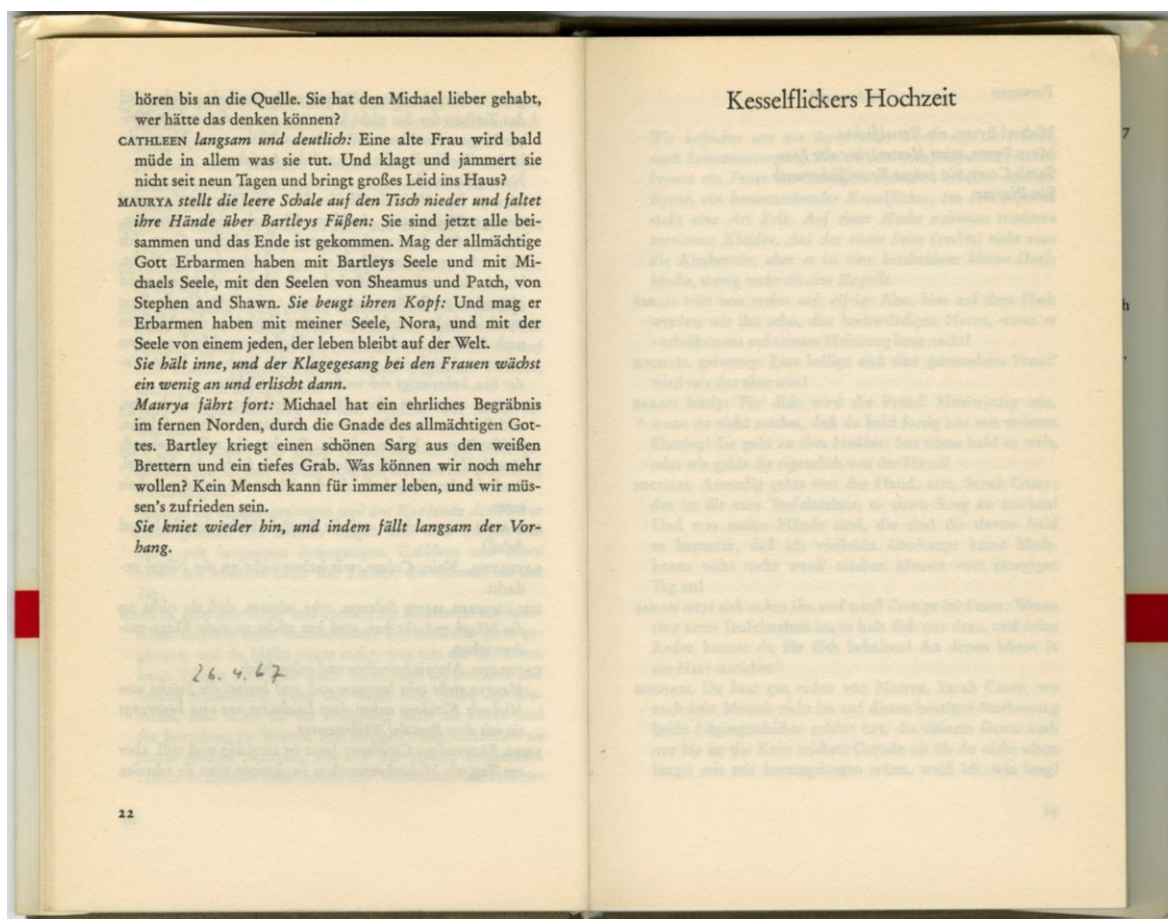 hören bis an die Quelle. Sie hat den Michael lieber gehabt,
wer hätte das denken können?
CATHLEEN langsam und deutlich: Eine alte Frau wird bald
müde in allem was sie tut. Und klagt und jammert sie
nicht seit neun Tagen und bringt großes Leid ins Haus?
MAURYA stellt die leere Schale auf den Tisch nieder und faltet
ihre Hände über Bartleys Füßen: Sie sind jetzt alle bei-
sammen und das Ende ist gekommen. Mag der allmächtige
Gott Erbarmen haben mit Bartleys Seele und mit Mi-
chaels Seele, mit den Seelen von Sheamus und Patch, von
Stephen and Shawn. Sie beugt ihren Kopf: Und mag er
Erbarmen haben mit meiner Seele, Nora, und mit der
Seele von einem jeden, der leben bleibt auf der Welt.
Sie hält inne, und der Klagegesang bei den Frauen wächst
ein wenig an und erlischt dann.
Maurya fährt fort: Michael hat ein ehrliches Begräbnis
im fernen Norden, durch die Gnade des allmächtigen Got-
tes. Bartley kriegt einen schönen Sarg aus den weißen
Brettern und ein tiefes Grab. Was können wir noch mehr
wollen? Kein Mensch kann für immer leben, und wir müs-
sen's zufrieden sein.
Sie kniet wieder hin, und indem fällt langsam der Vor-
hang.
26.4.67
22
Kesselflickers Hochzeit
7
h